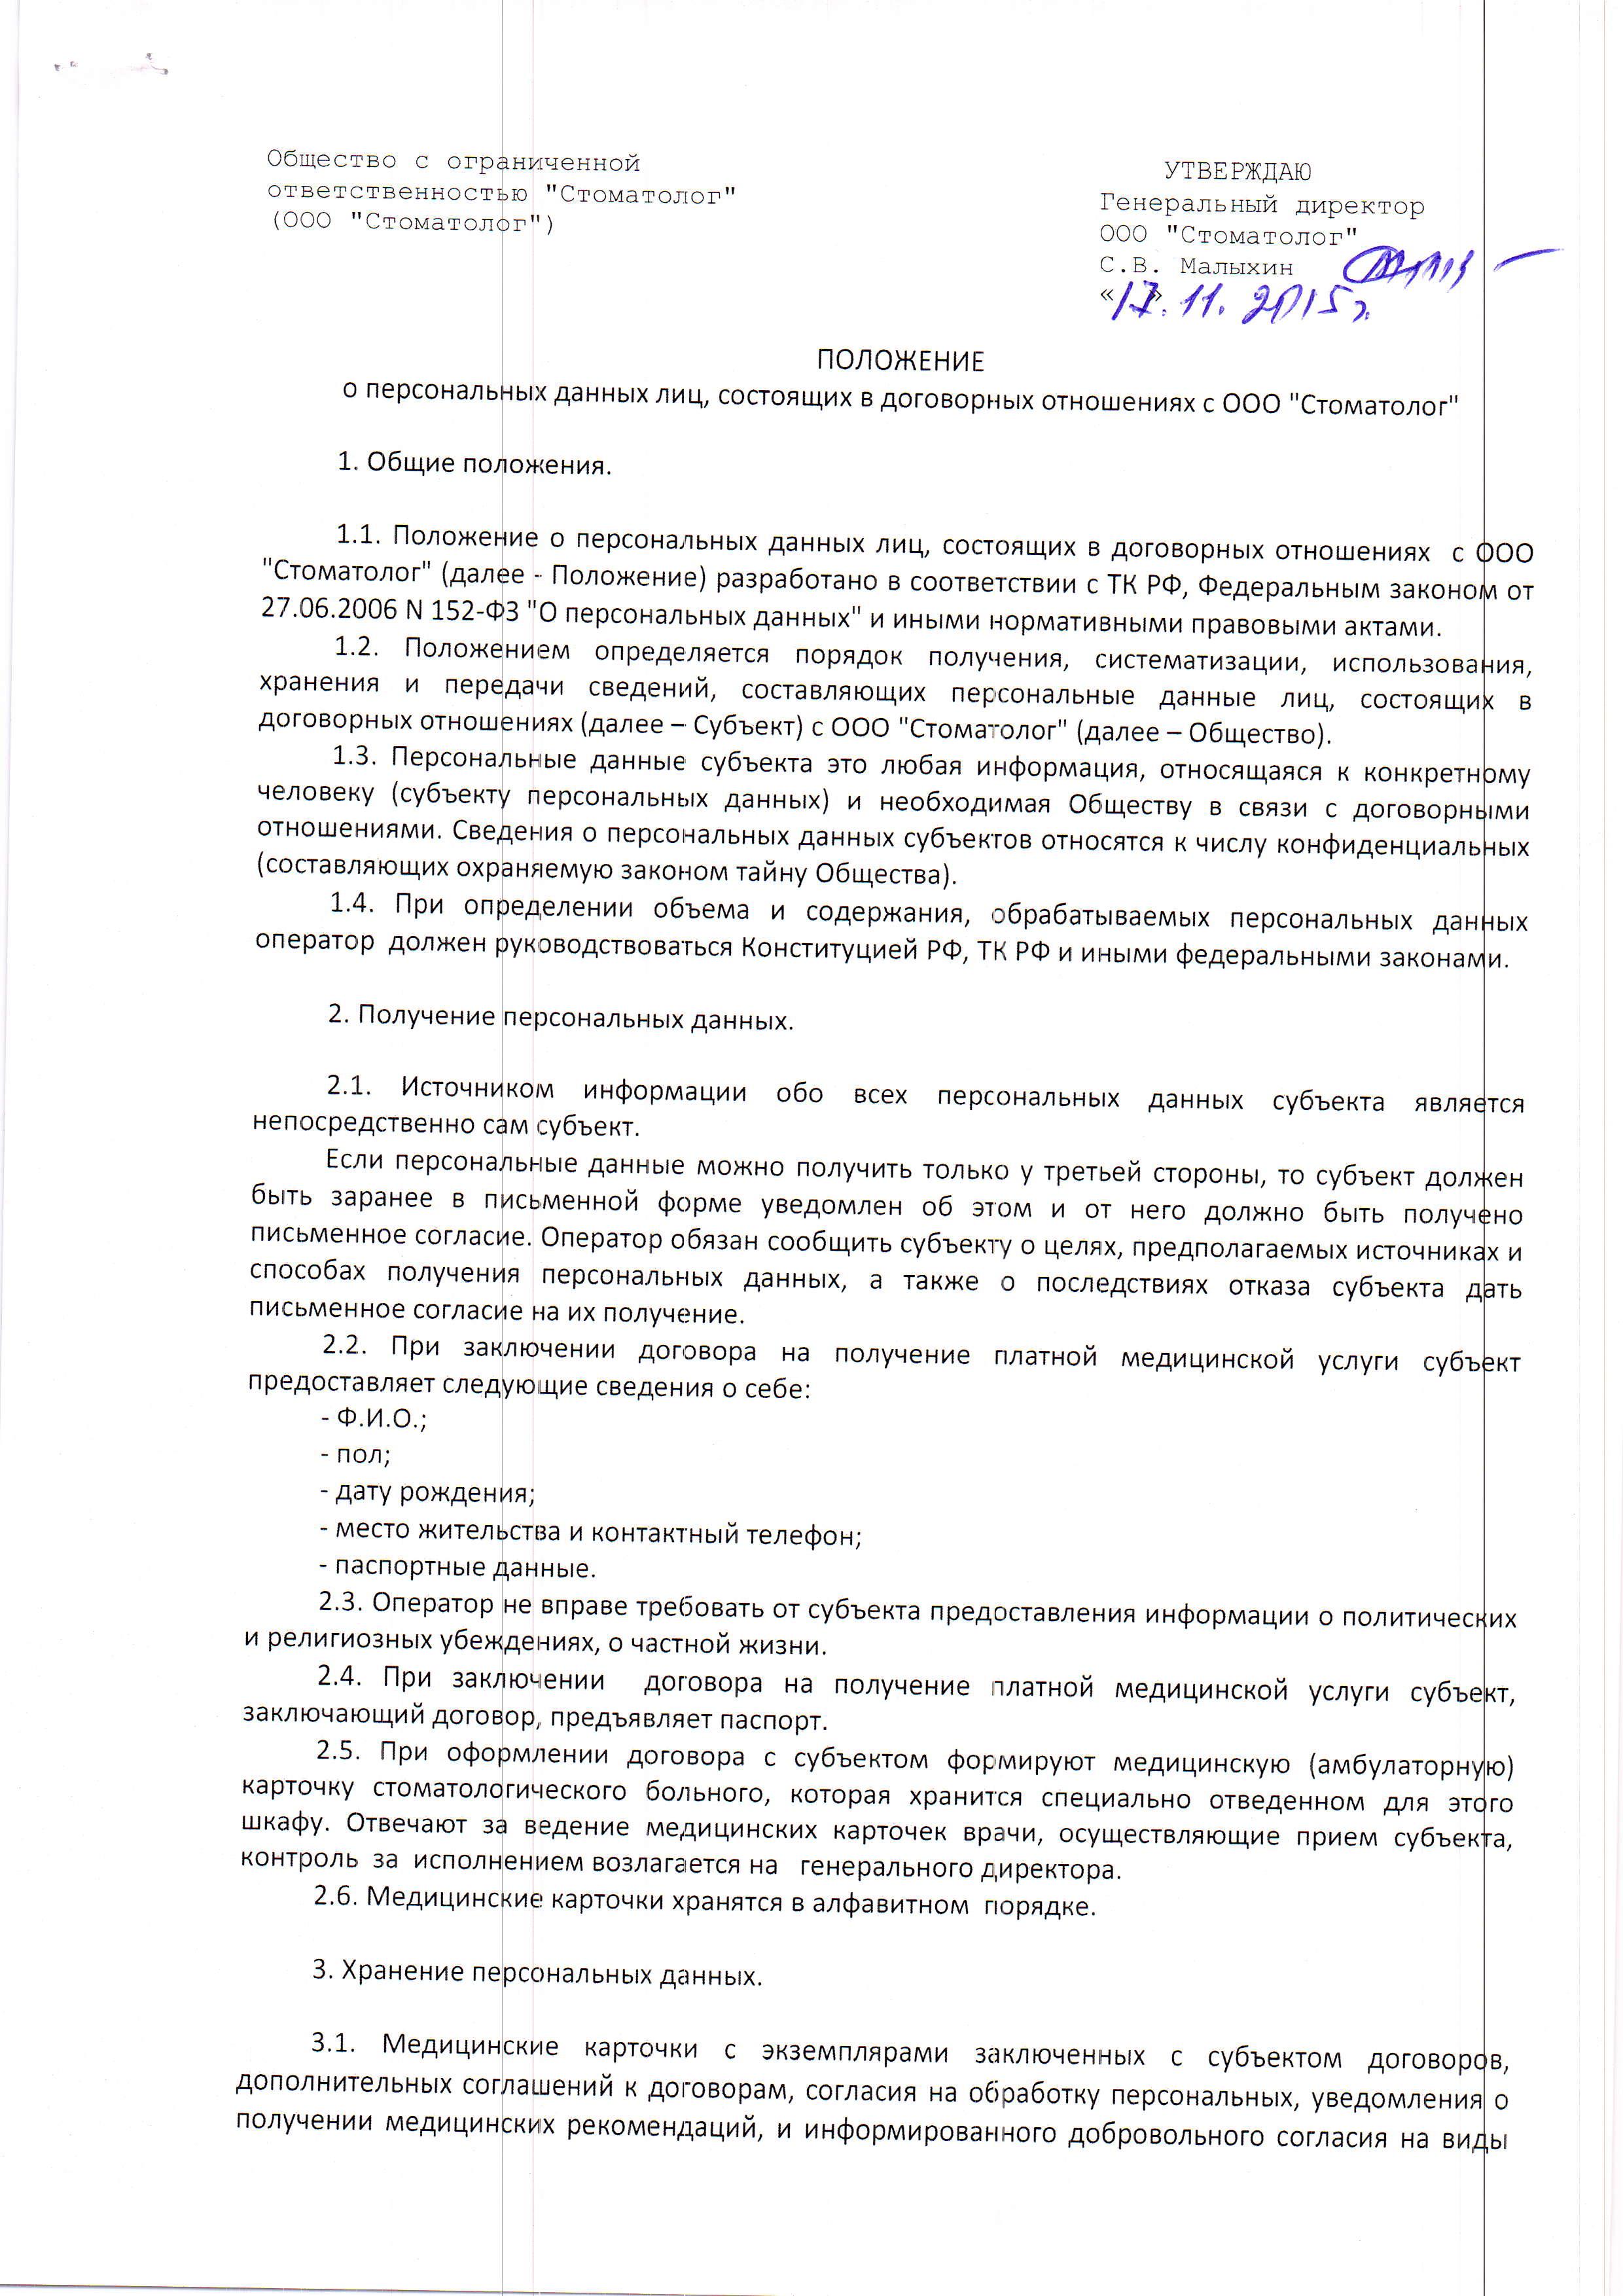 Общество с ограниченной
ответственностью "Стоматолог"
(ООО "Стоматолог")
УТВЕРЖДАЮ
Генеральный директор
ООО "Стоматолог"
С.В. Малыхин
«17». 11. 2015г.
ПОЛОЖЕНИЕ
о персональных данных лиц, состоящих в договорных отношениях с ООО "Стоматолог"
1. Общие положения.
1.1. Положение о персональных данных лиц, состоящих в договорных отношениях с ООО
"Стоматолог" (далее - Положение) разработано в соответствии с ТК РФ, Федеральным законом от
27.06.2006 N 152-ФЗ "О персональных данных" и иными нормативными правовыми актами.
1.2. Положением определяется порядок получения, систематизации, использования,
хранения и передачи сведений, составляющих персональные данные лиц, состоящих в
договорных отношениях (далее – Субъект) с ООО "Стоматолог" (далее – Общество).
1.3. Персональные данные субъекта это любая информация, относящаяся к конкретному
человеку (субъекту персональных данных) и необходимая Обществу в связи с договорными
отношениями. Сведения о персональных данных субъектов относятся к числу конфиденциальных
(составляющих охраняемую законом тайну Общества).
1.4. При определении объема и содержания, обрабатываемых персональных данных
оператор должен руководствоваться Конституцией РФ, ТК РФ и иными федеральными законами.
2. Получение персональных данных.
2.1. Источником информации обо всех персональных данных субъекта является
непосредственно сам субъект.
Если персональные данные можно получить только у третьей стороны, то субъект должен
быть заранее в письменной форме уведомлен об этом и от него должно быть получено
письменное согласие. Оператор обязан сообщить субъекту о целях, предполагаемых источниках и
способах получения персональных данных, а также о последствиях отказа субъекта дать
письменное согласие на их получение.
2.2. При заключении договора на получение платной медицинской услуги субъект
предоставляет следующие сведения о себе:
- Ф.И.О.;
- пол;
- дату рождения;
- место жительства и контактный телефон;
- паспортные данные.
2.3. Оператор не вправе требовать от субъекта предоставления информации о политических
и религиозных убеждениях, о частной жизни.
2.4. При заключении договора на получение платной медицинской услуги субъект,
заключающий договор, предъявляет паспорт.
2.5. При оформлении договора с субъектом формируют медицинскую (амбулаторную)
карточку стоматологического больного, которая хранится специально отведенном для этого
шкафу. Отвечают за ведение медицинских карточек врачи, осуществляющие прием субъекта,
контроль за исполнением возлагается на генерального директора.
2.6. Медицинские карточки хранятся в алфавитном порядке.
3. Хранение персональных данных.
3.1. Медицинские карточки с экземплярами заключенных с субъектом договоров,
дополнительных соглашений к договорам, согласия на обработку персональных, уведомления о
получении медицинских рекомендаций, и информированного добровольного согласия на виды